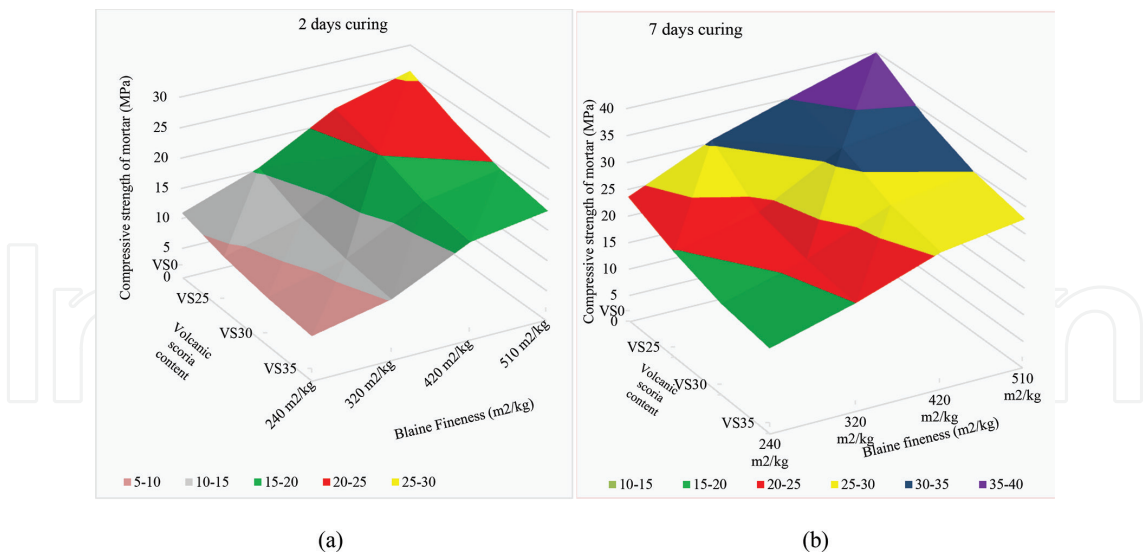 2 days curing
Compressive strength of mortar (MPa)
30
25
20
15
10
5
0
VS0
VS25
VS30
VS35
Volcanic
scoria
content
240 m2/kg
320 m2/kg
420 m2/kg
510 m2/kg
Blaine Fineness (m2/kg)
5-10 10-15 15-20 20-25 25-30
(a)
7 days curing
Compressive strength of mortar (MPa)
40
35
30
25
20
15
10
5
0
VS0
VS25
VS30
VS35
Volcanic
scoria
content
240
m2/kg
320
m2/kg
420
m2/kg
510
m2/kg
Blaine fineness (m2/kg)
10-15 15-20 20-25 25-30 30-35 35-40
(b)